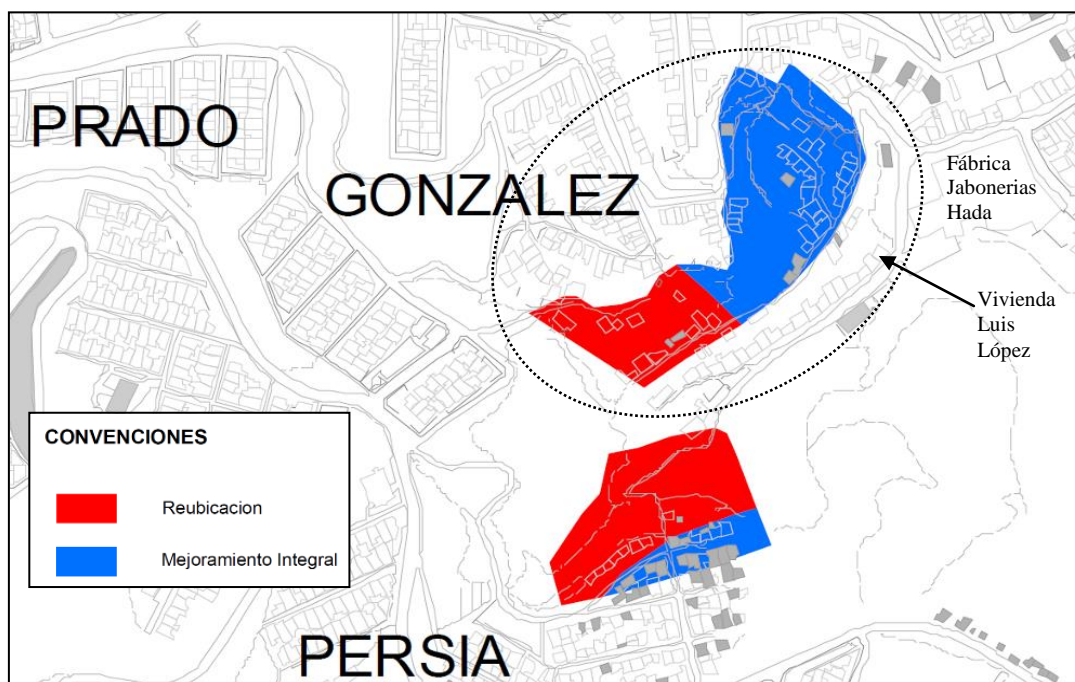 PRADO
GONZALEZ
Fábrica
Jabonerias
Hada
Vivienda
Luis
López
CONVENCIONES
Reubicacion
Mejoramiento Integral
PERSIA